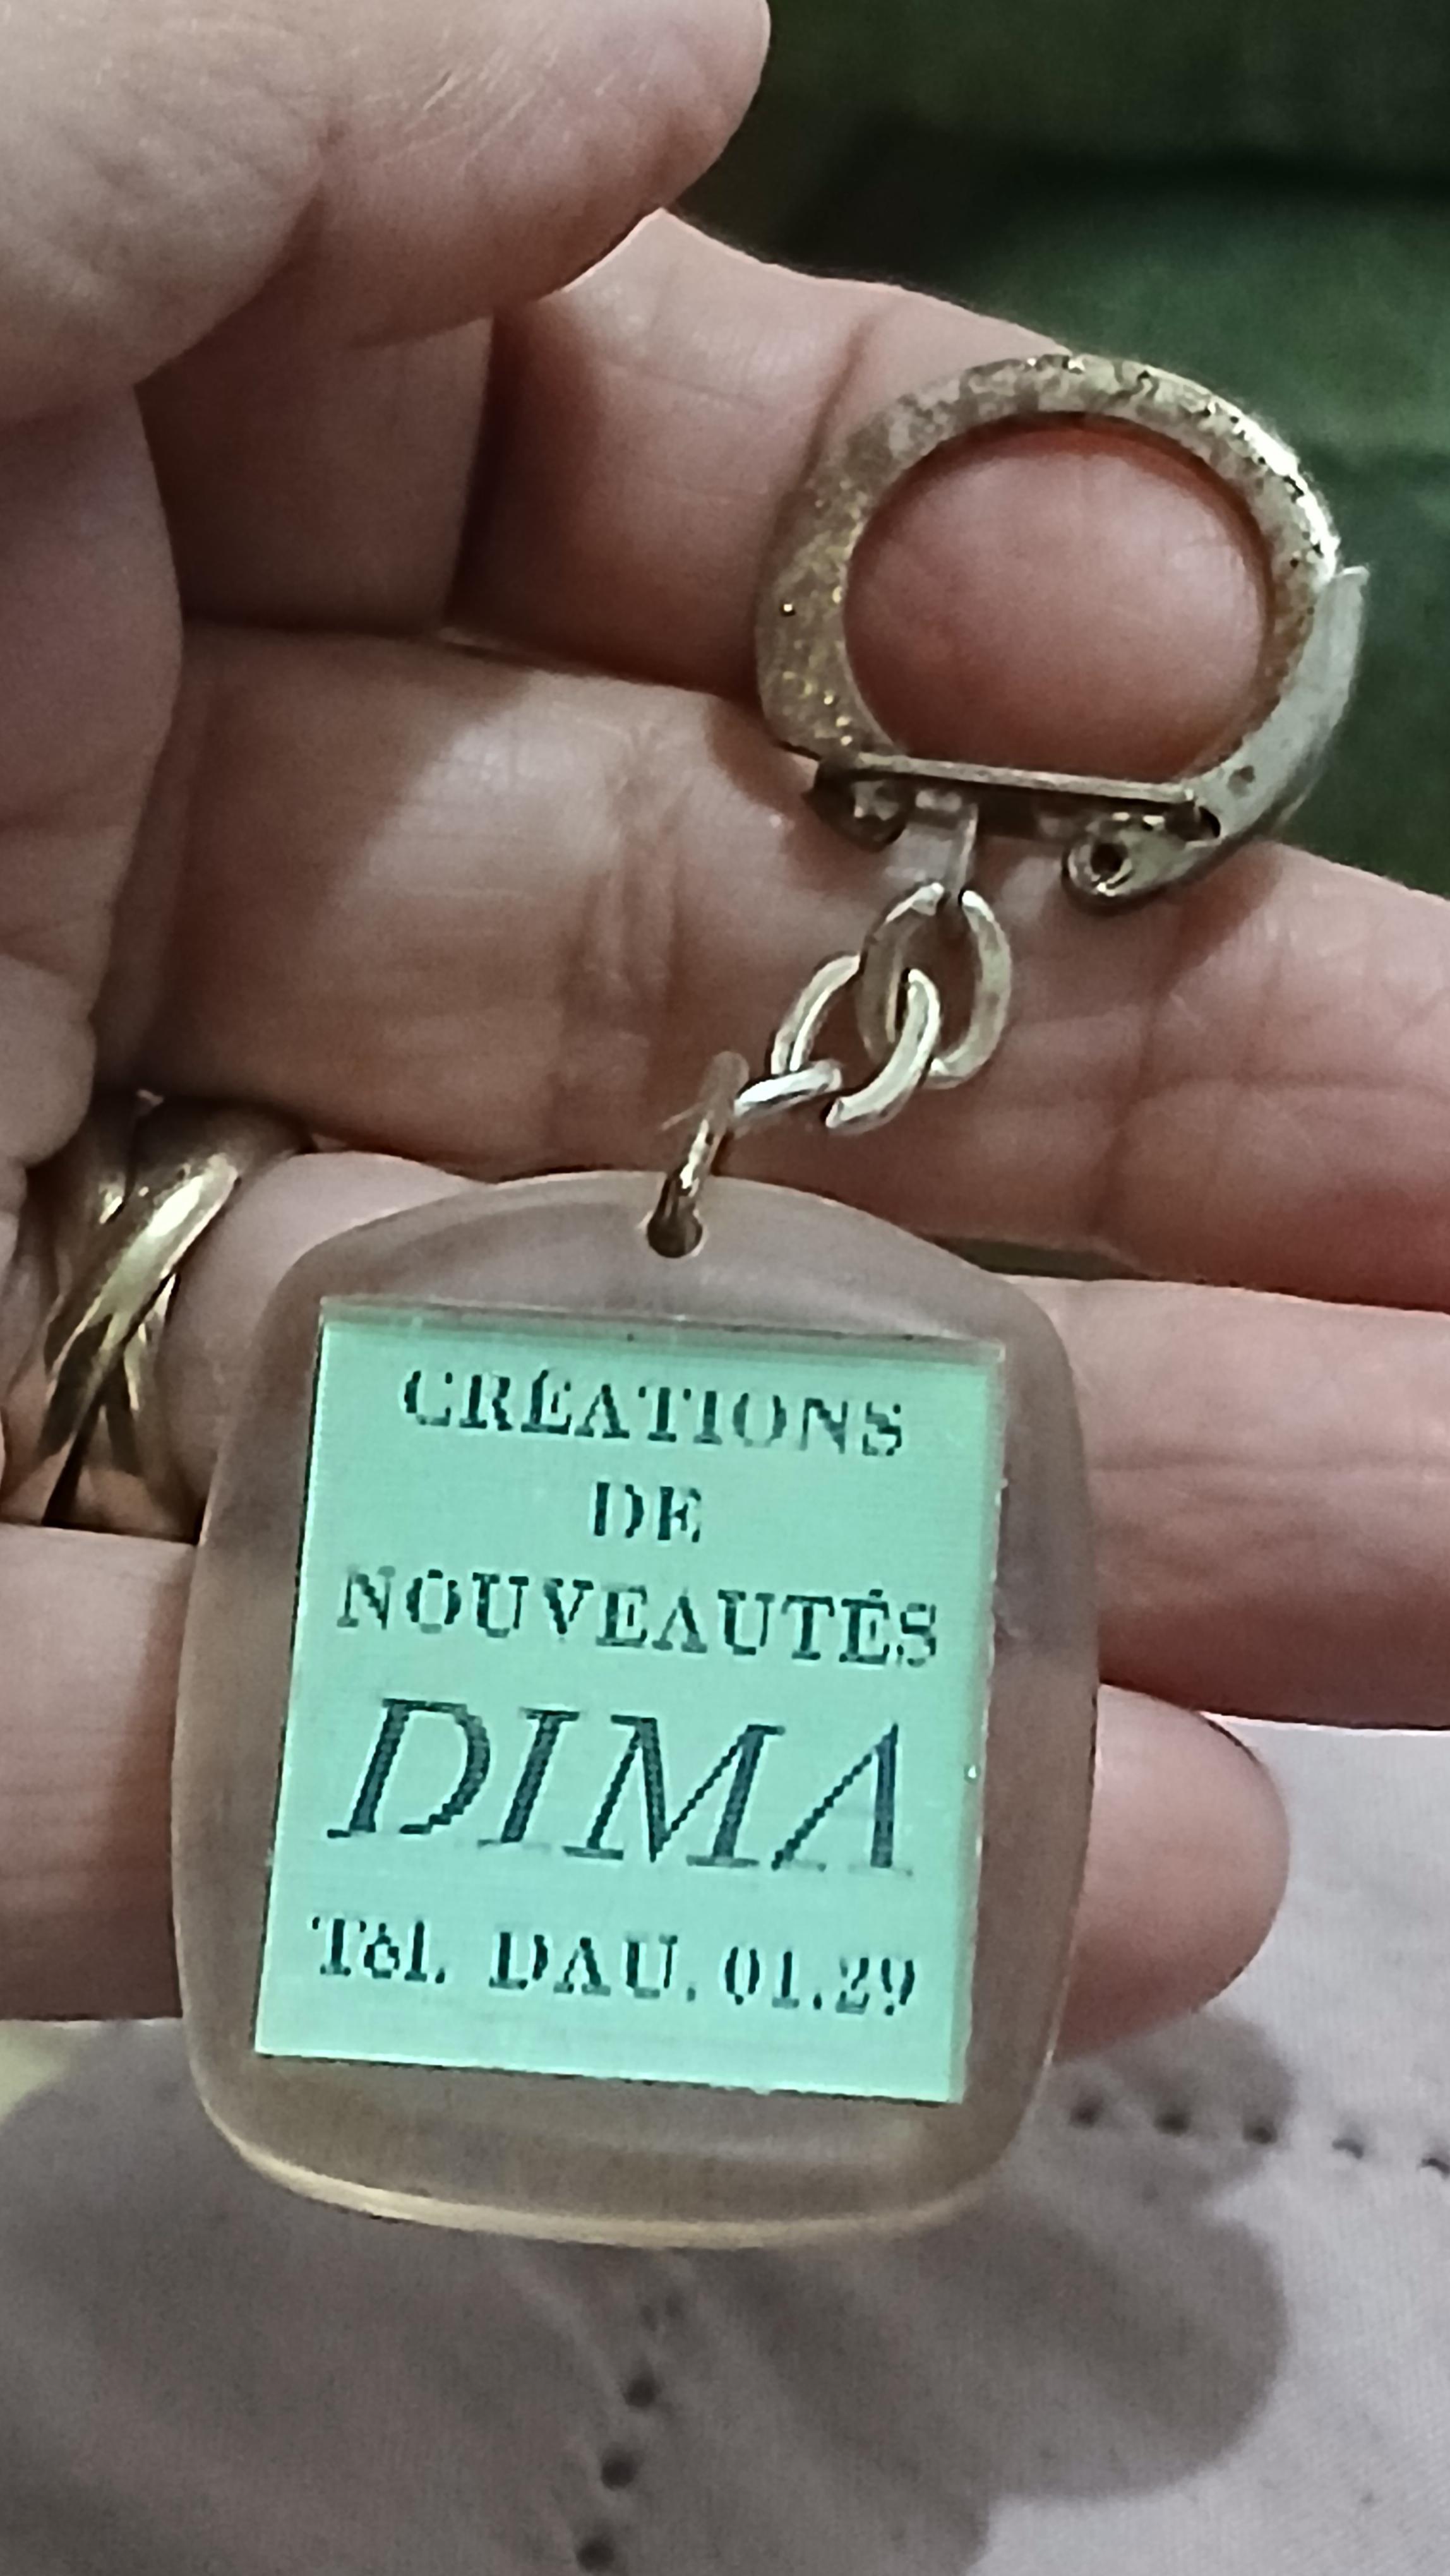 CRÉATIONS
DE
NOUVEAUTÉS
DIMA
Tél. DAU. 01.29